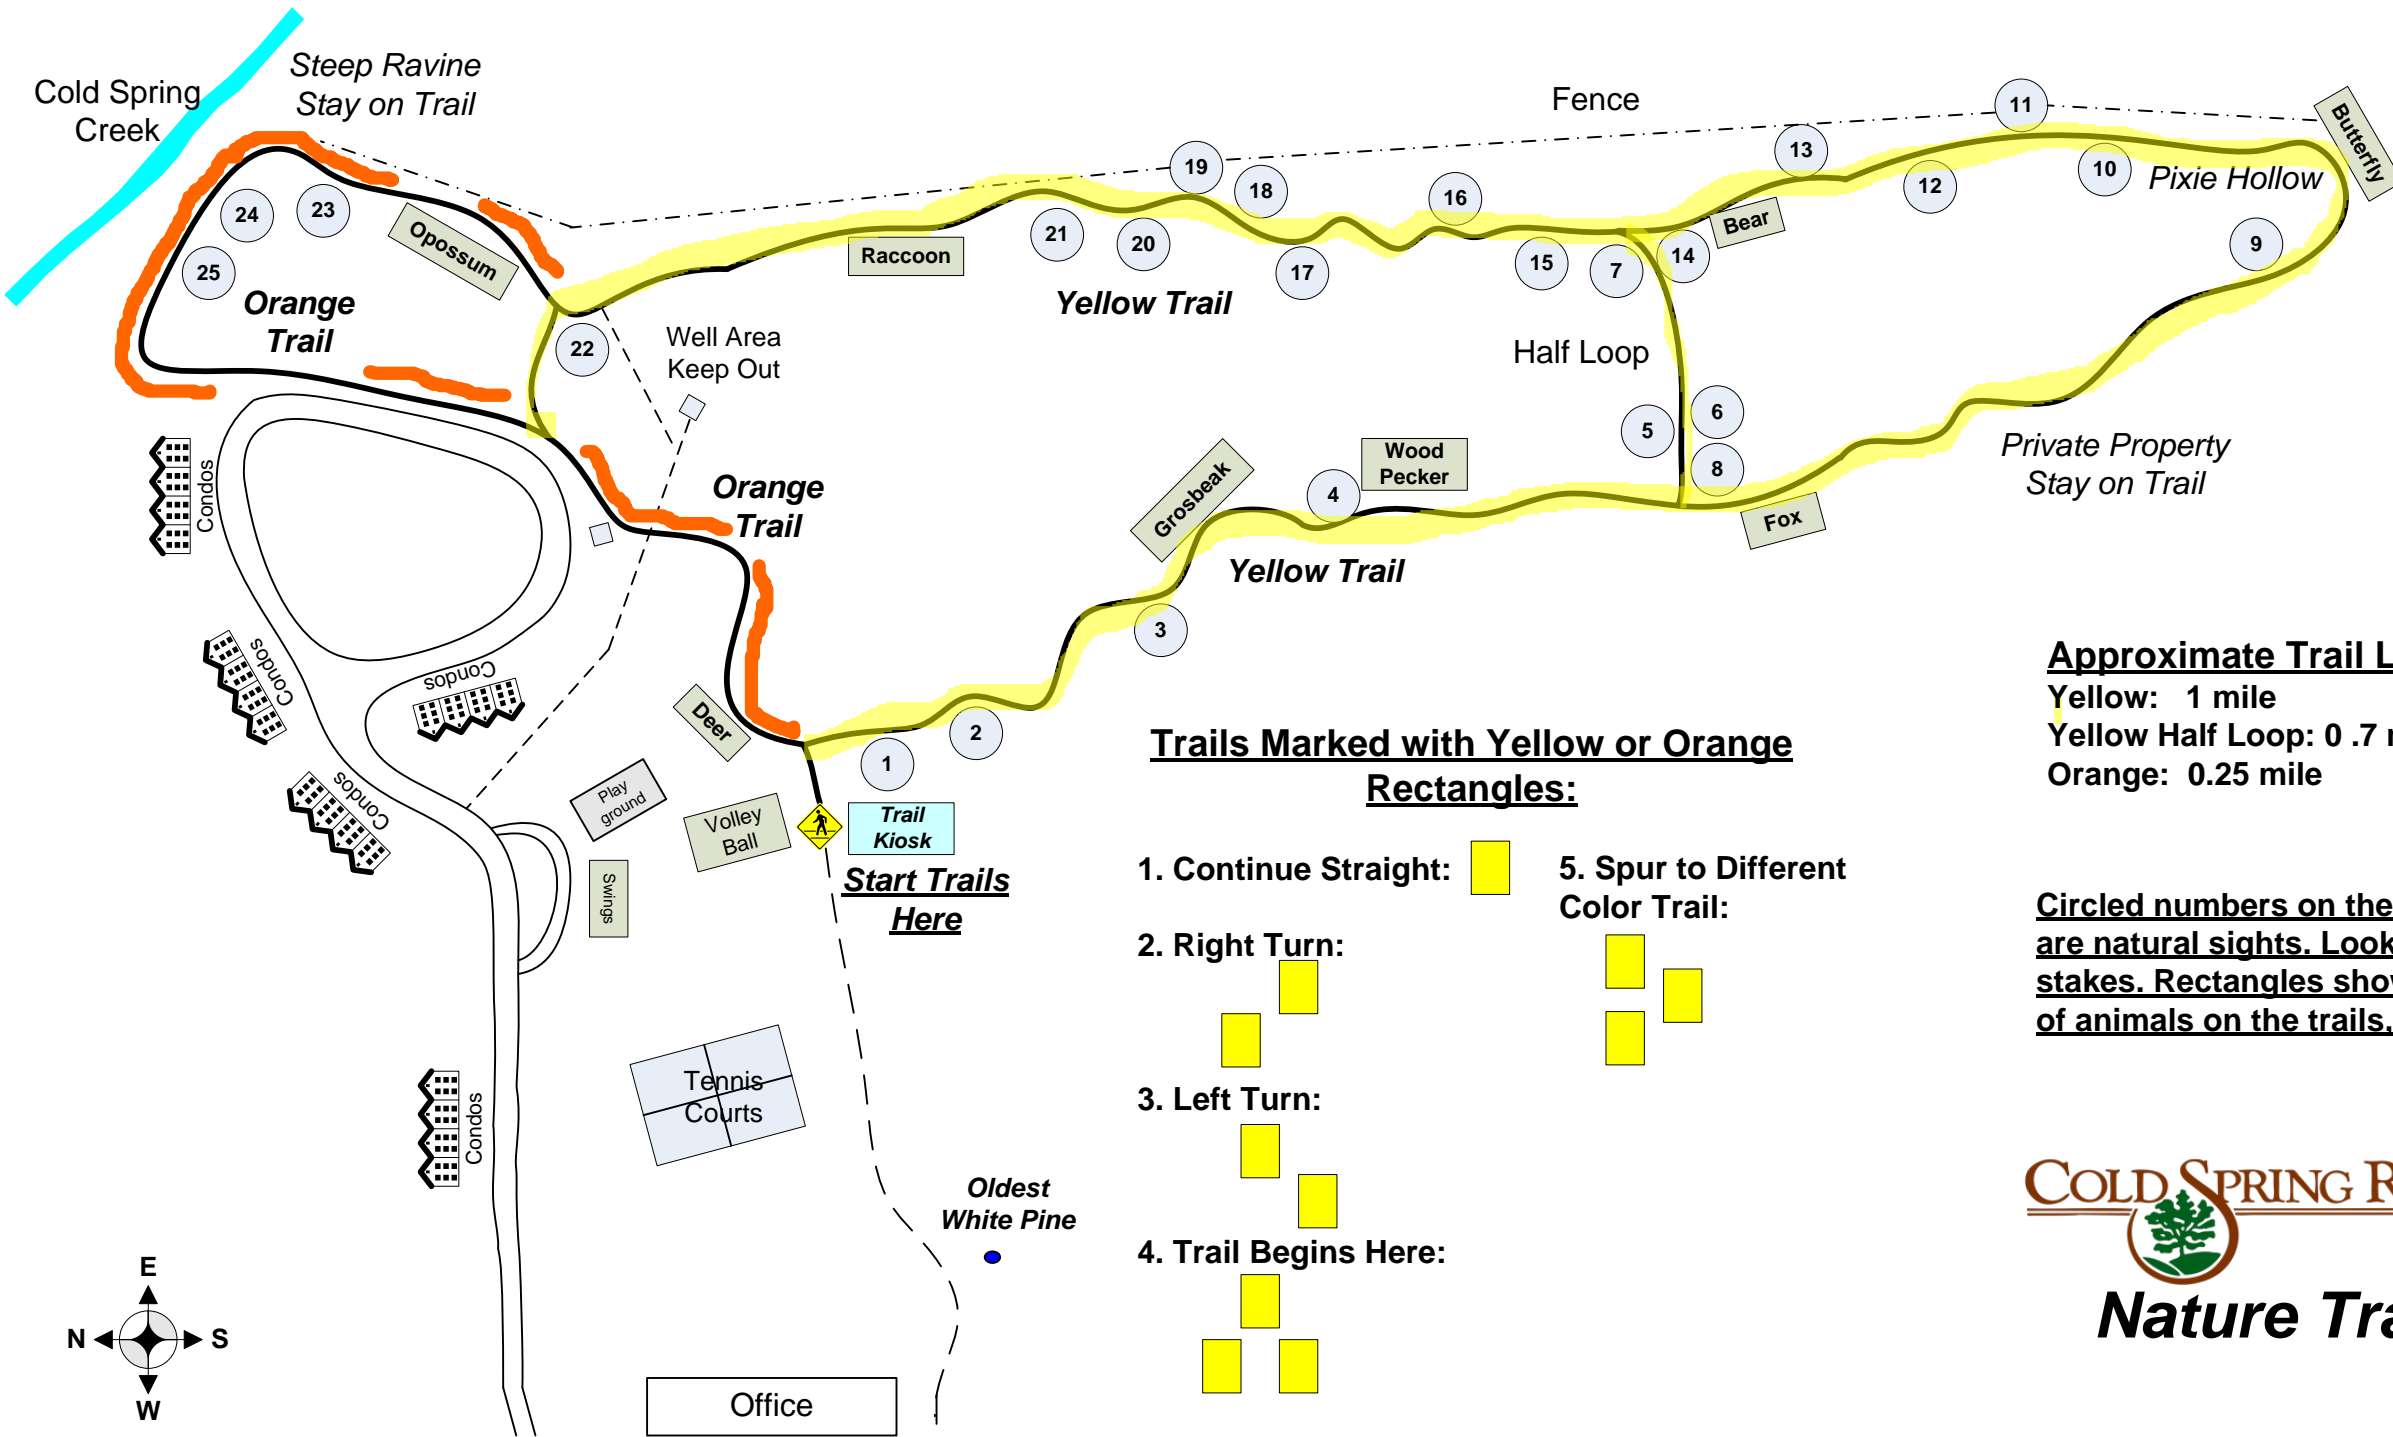 Cold Spring
Creek
Steep Ravine
Stay on Trail
Fence
11
Butterfly
19
18
16
13
12
10
Pixie Hollow
24
23
25
Opossum
Raccoon
21
20
17
15
7
14
Bear
9
Orange
Trail
Yellow Trail
22
Well Area
Keep Out
Half Loop
5
6
8
Condos
Orange
Trail
Grosbeak
4
Wood
Pecker
Fox
Private Property
Stay on Trail
Yellow Trail
3
Condos
Condos
Condos
Deer
1
2
Play
ground
Volley
Ball
Trail
Kiosk
Start Trails
Here
Swings
Tennis
Courts
Condos
Oldest
White Pine
Office
E
N
S
W
Trails Marked with Yellow or Orange
Rectangles:
1. Continue Straight:
2. Right Turn:
3. Left Turn:
4. Trail Begins Here:
5. Spur to Different
Color Trail:
Approximate Trail L
Yellow: 1 mile
Yellow Half Loop: 0 .7
Orange: 0.25 mile
Circled numbers on the
are natural sights. Look
stakes. Rectangles show
of animals on the trails.
COLD SPRING R
Nature Tra